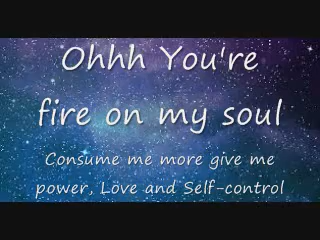 Ohhh You're
fire on my soul
Consume me more give me
power, Love and Self-control